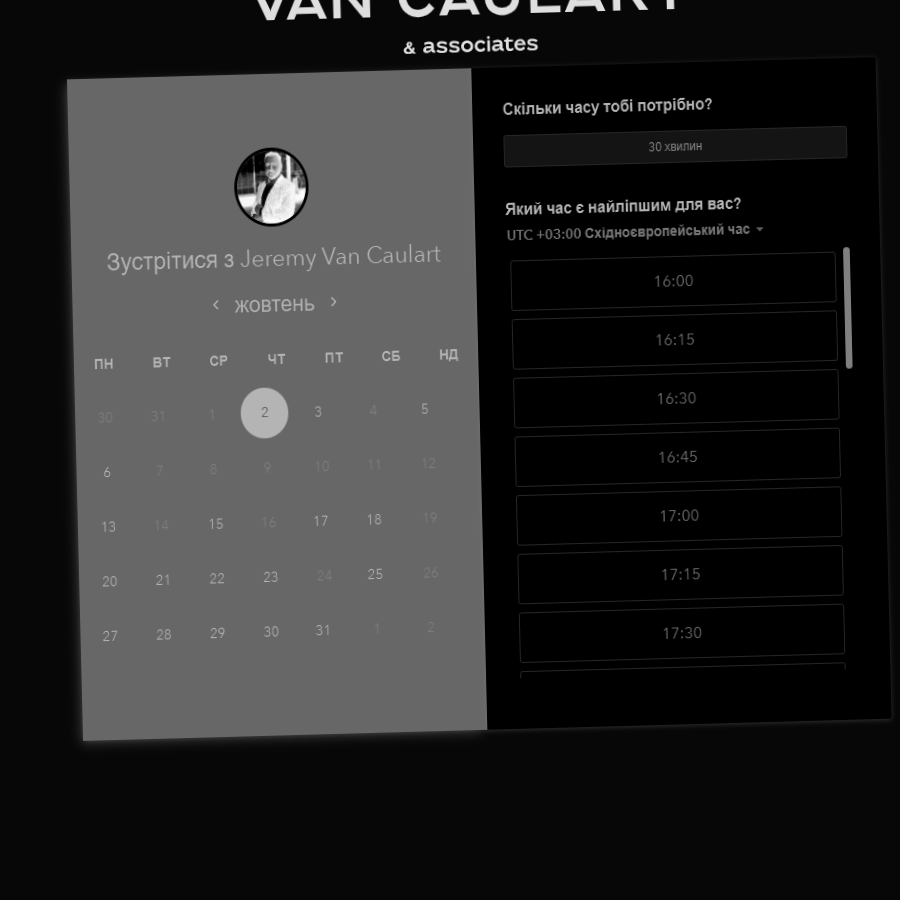 VAN CAULART
& associates
Зустрітися з Jeremy Van Caulart
‹ жовтень ›
ПН ВТ СР ЧТ ПТ СБ НД
30 31 1 2 3 4 5
6 7 8 9 10 11 12
13 14 15 16 17 18 19
20 21 22 23 24 25 26
27 28 29 30 31 1 2
Скільки часу тобі потрібно?
30 хвилин
Який час є найліпшим для вас?
UTC +03:00 Східноєвропейський час
16:00
16:15
16:30
16:45
17:00
17:15
17:30